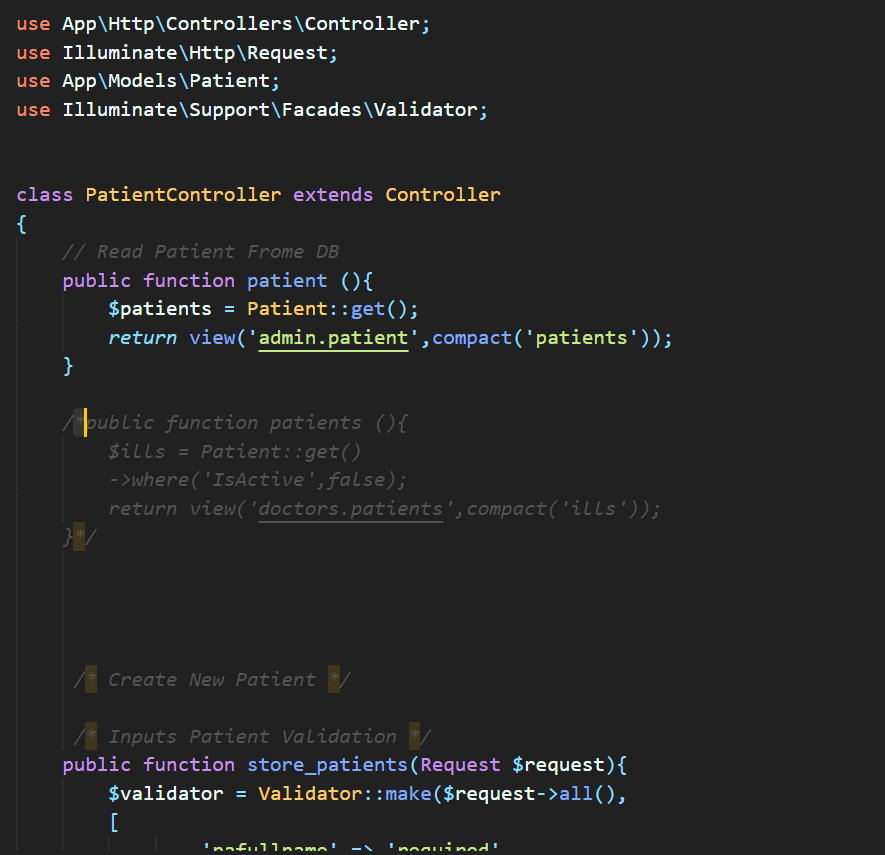 use App\Http\Controllers\Controller;
use Illuminate\Http\Request;
use App\Models\Patient;
use Illuminate\Support\Facades\Validator;
class PatientController extends Controller
{
// Read Patient Frome DB
public function patient (){
$patients = Patient::get();
return view('admin.patient',compact('patients'));
}
/*public function patients (){
$ills = Patient::get()
->where('IsActive',false);
return view('doctors.patients',compact('ills'));
}*/
/* Create New Patient */
/* Inputs Patient Validation */
public function store_patients(Request $request){
$validator = Validator::make($request->all(),
[
'pafullname' => 'required'